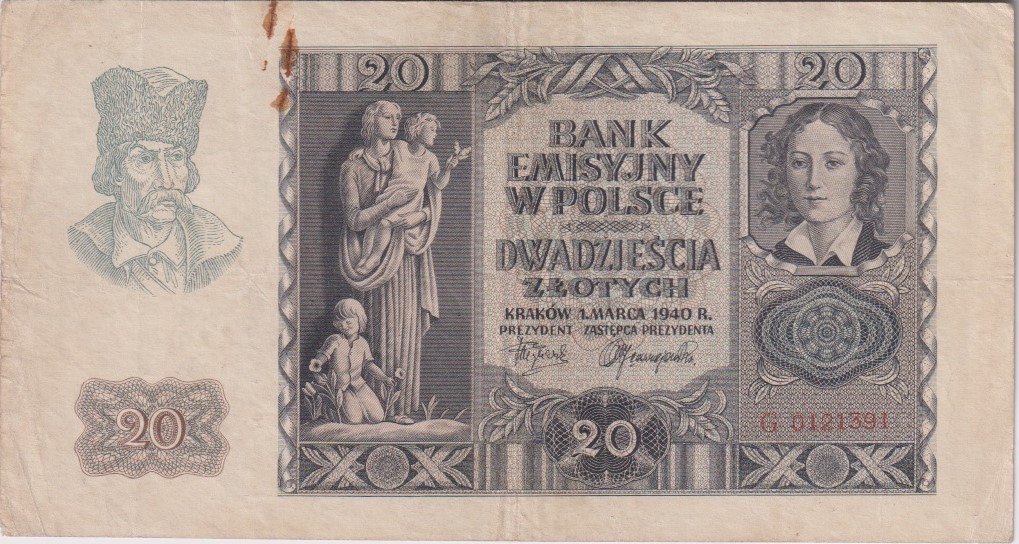 20
20
BANK
EMISYJNY
W POLSCE
DWADZIEŚCIA
ZŁOTYCH
KRAKÓW 1. MARCA 1940 R.
PREZYDENT ZASTĘPCA PREZYDENTA
20
20
G 0121391